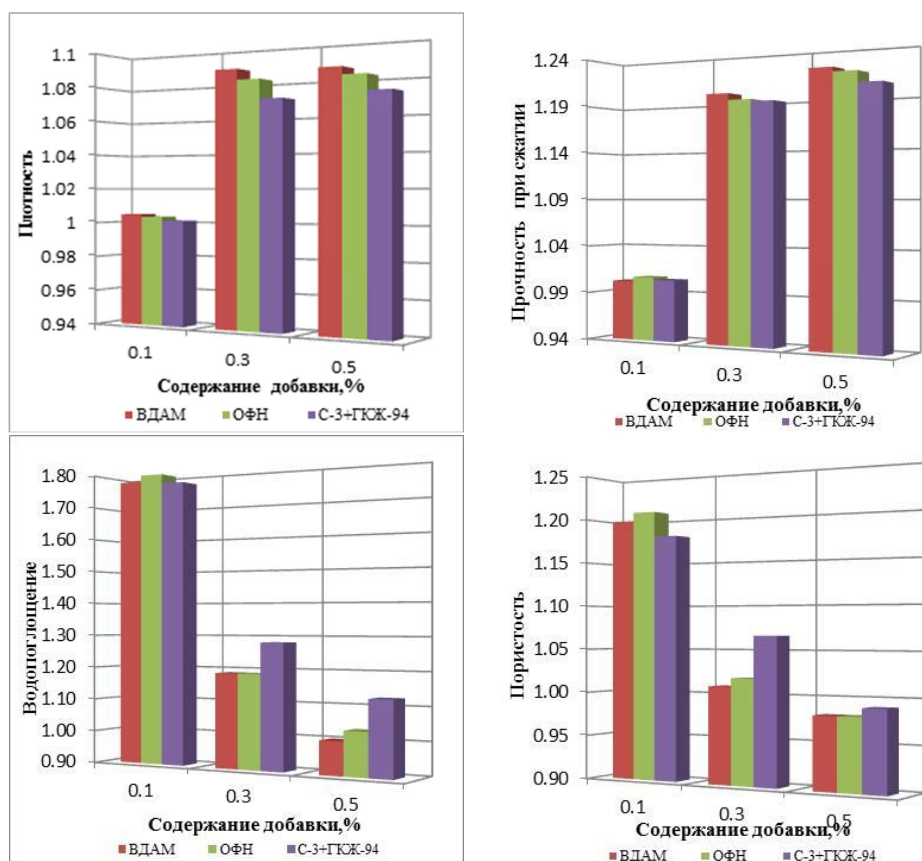 Плотность
1.1
1.08
1.06
1.04
1.02
1
0.98
0.96
0.94
0.1 0.3 0.5
Содержание добавки,%
ВДАМ ОФН С-3+ГКЖ-94
Прочность при сжатии
1.24
1.19
1.14
1.09
1.04
0.99
0.94
0.1 0.3 0.5
Содержание добавки,%
ВДАМ ОФН С-3+ГКЖ-94
Водопоглощение
1.80
1.70
1.60
1.50
1.40
1.30
1.20
1.10
1.00
0.90
0.1 0.3 0.5
Содержание добавки,%
ВДАМ ОФН С-3+ГКЖ-94
Пористость
1.25
1.20
1.15
1.10
1.05
1.00
0.95
0.90
0.1 0.3 0.5
Содержание добавки,%
ВДАМ ОФН С-3+ГКЖ-94